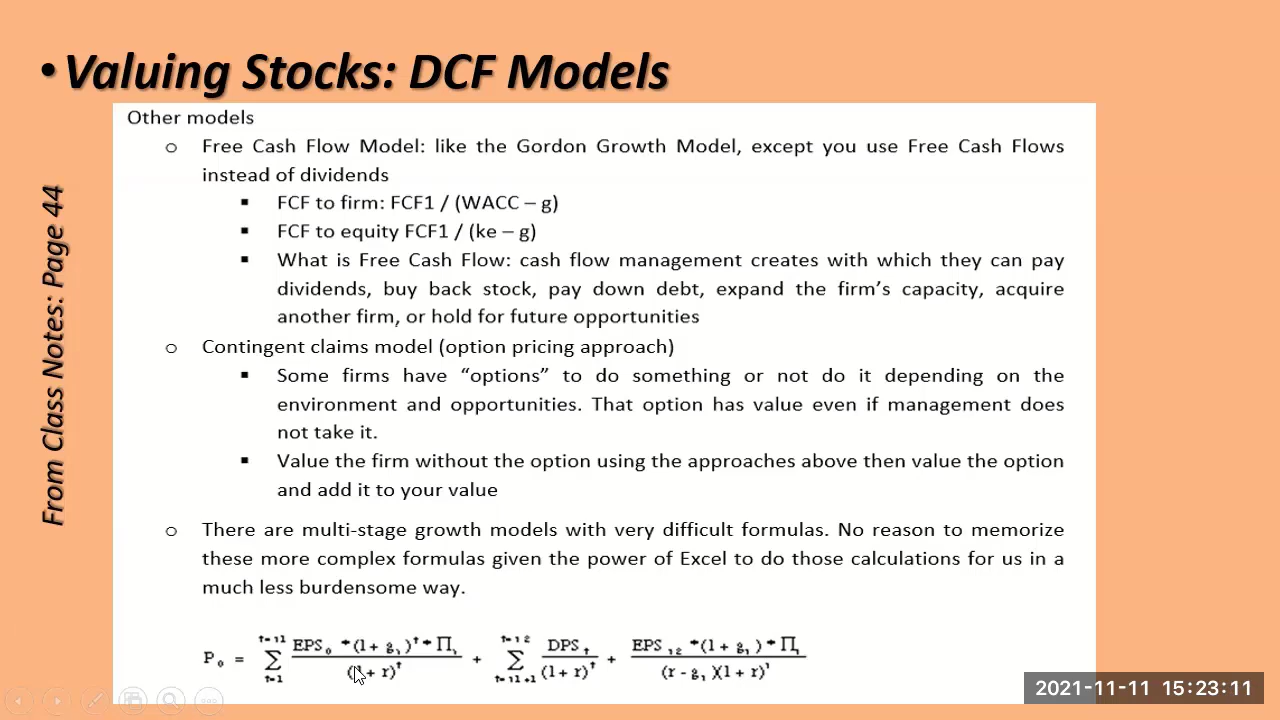 • Valuing Stocks: DCF Models
From Class Notes: Page 44
Other models
o Free Cash Flow Model: like the Gordon Growth Model, except you use Free Cash Flows
instead of dividends
▪ FCF to firm: FCF1 / (WACC – g)
▪ FCF to equity FCF1 / (ke – g)
▪ What is Free Cash Flow: cash flow management creates with which they can pay
dividends, buy back stock, pay down debt, expand the firm’s capacity, acquire
another firm, or hold for future opportunities
o Contingent claims model (option pricing approach)
▪ Some firms have “options” to do something or not do it depending on the
environment and opportunities. That option has value even if management does
not take it.
▪ Value the firm without the option using the approaches above then value the option
and add it to your value
o There are multi-stage growth models with very difficult formulas. No reason to memorize
these more complex formulas given the power of Excel to do those calculations for us in a
much less burdensome way.
P₀ = Σ + Σ DPS + EPS
2021-11-11 15:23:11